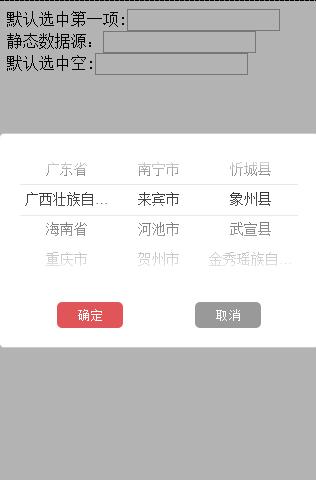 默认选中第一项:
静态数据源:
默认选中空:
广东省 南宁市 忻城县
广西壮族自... 来宾市 象州县
海南省 河池市 武宣县
重庆市 贺州市 金秀瑶族自...
确定 取消